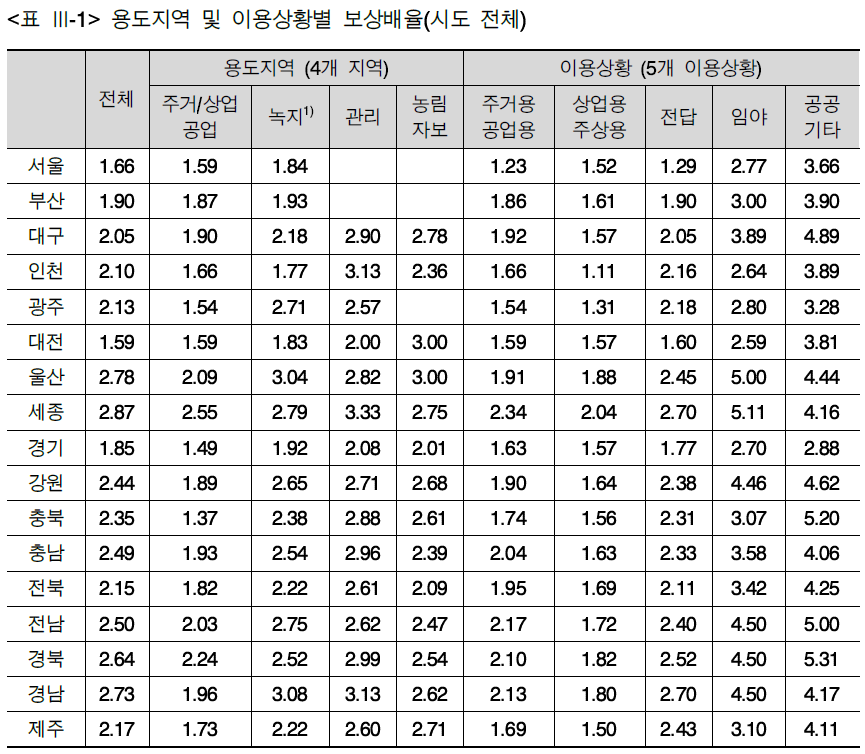 <표 Ⅲ-1> 용도지역 및 이용상황별 보상배율(시도 전체)
전체 용도지역 (4개 지역) 이용상황 (5개 이용상황)
주거/상업 공업 녹지1) 관리 농림 자보 주거용 공업용 상업용 주상용 전답 임야 공공 기타
서울 1.66 1.59 1.84 1.23 1.52 1.29 2.77 3.66
부산 1.90 1.87 1.93 1.86 1.61 1.90 3.00 3.90
대구 2.05 1.90 2.18 2.90 2.78 1.92 1.57 2.05 3.89 4.89
인천 2.10 1.66 1.77 3.13 2.36 1.66 1.11 2.16 2.64 3.89
광주 2.13 1.54 2.71 2.57 1.54 1.31 2.18 2.80 3.28
대전 1.59 1.59 1.83 2.00 3.00 1.59 1.57 1.60 2.59 3.81
울산 2.78 2.09 3.04 2.82 3.00 1.91 1.88 2.45 5.00 4.44
세종 2.87 2.55 2.79 3.33 2.75 2.34 2.04 2.70 5.11 4.16
경기 1.85 1.49 1.92 2.08 2.01 1.63 1.57 1.77 2.70 2.88
강원 2.44 1.89 2.65 2.71 2.68 1.90 1.64 2.38 4.46 4.62
충북 2.35 1.37 2.38 2.88 2.61 1.74 1.56 2.31 3.07 5.20
충남 2.49 1.93 2.54 2.96 2.39 2.04 1.63 2.33 3.58 4.06
전북 2.15 1.82 2.22 2.61 2.09 1.95 1.69 2.11 3.42 4.25
전남 2.50 2.03 2.75 2.62 2.47 2.17 1.72 2.40 4.50 5.00
경북 2.64 2.24 2.52 2.99 2.54 2.10 1.82 2.52 4.50 5.31
경남 2.73 1.96 3.08 3.13 2.62 2.13 1.80 2.70 4.50 4.17
제주 2.17 1.73 2.22 2.60 2.71 1.69 1.50 2.43 3.10 4.11